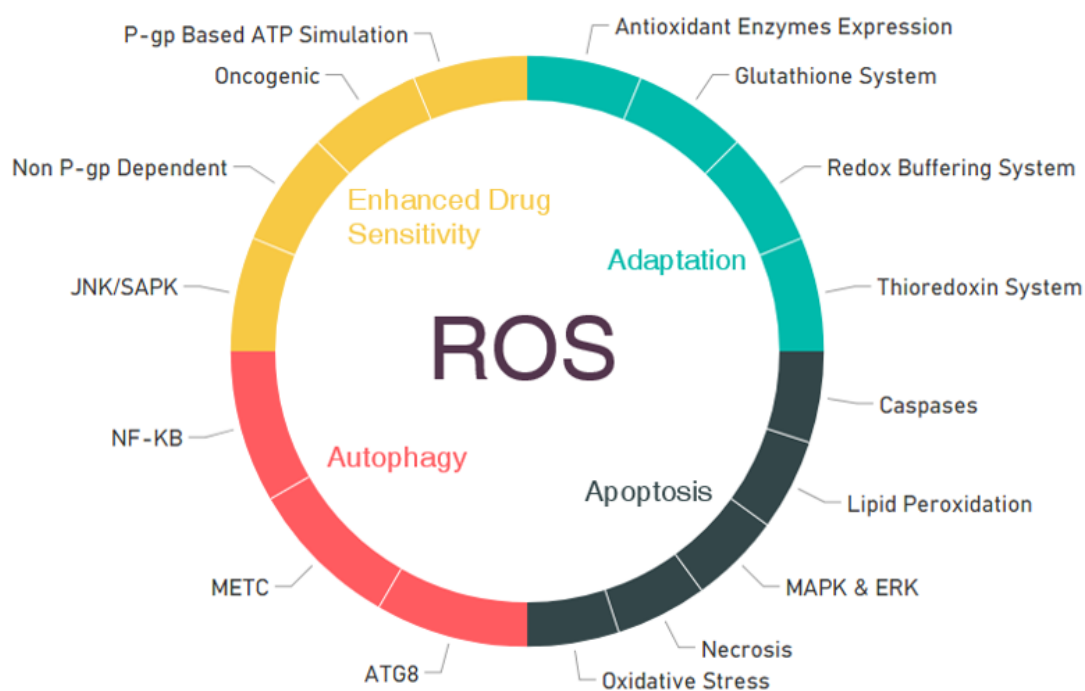 P-gp Based ATP Simulation
Antioxidant Enzymes Expression
Oncogenic
Glutathione System
Non P-gp Dependent
Redox Buffering System
Enhanced Drug
Sensitivity
Adaptation
JNK/SAPK
Thioredoxin System
ROS
Caspases
NF-KB
Autophagy
Apoptosis
Lipid Peroxidation
METC
MAPK & ERK
Necrosis
ATG8
Oxidative Stress